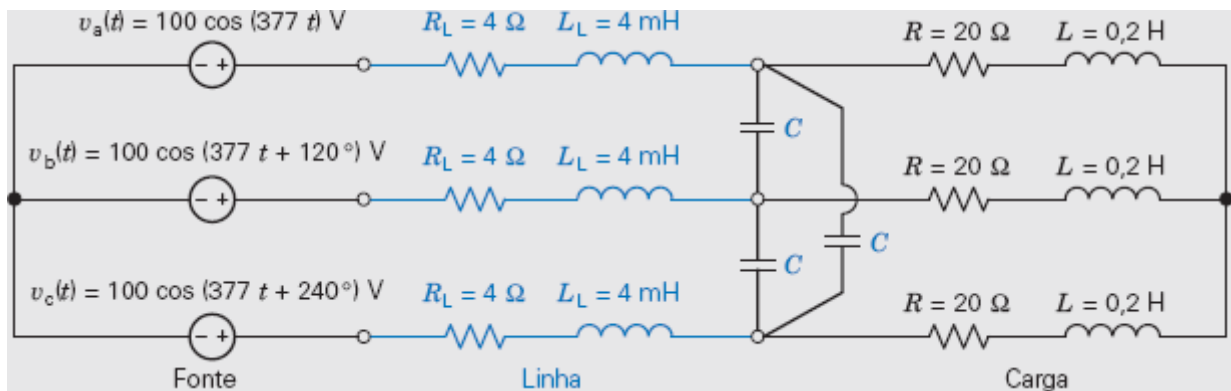 vₐ(t) = 100 cos (377 t) V
R_L = 4 Ω L_L = 4 mH
R = 20 Ω L = 0,2 H
- +
C
v_b(t) = 100 cos (377 t + 120°) V
R_L = 4 Ω L_L = 4 mH
R = 20 Ω L = 0,2 H
- +
C
C
v_c(t) = 100 cos (377 t + 240°) V
R_L = 4 Ω L_L = 4 mH
R = 20 Ω L = 0,2 H
- +
Fonte
Linha
Carga